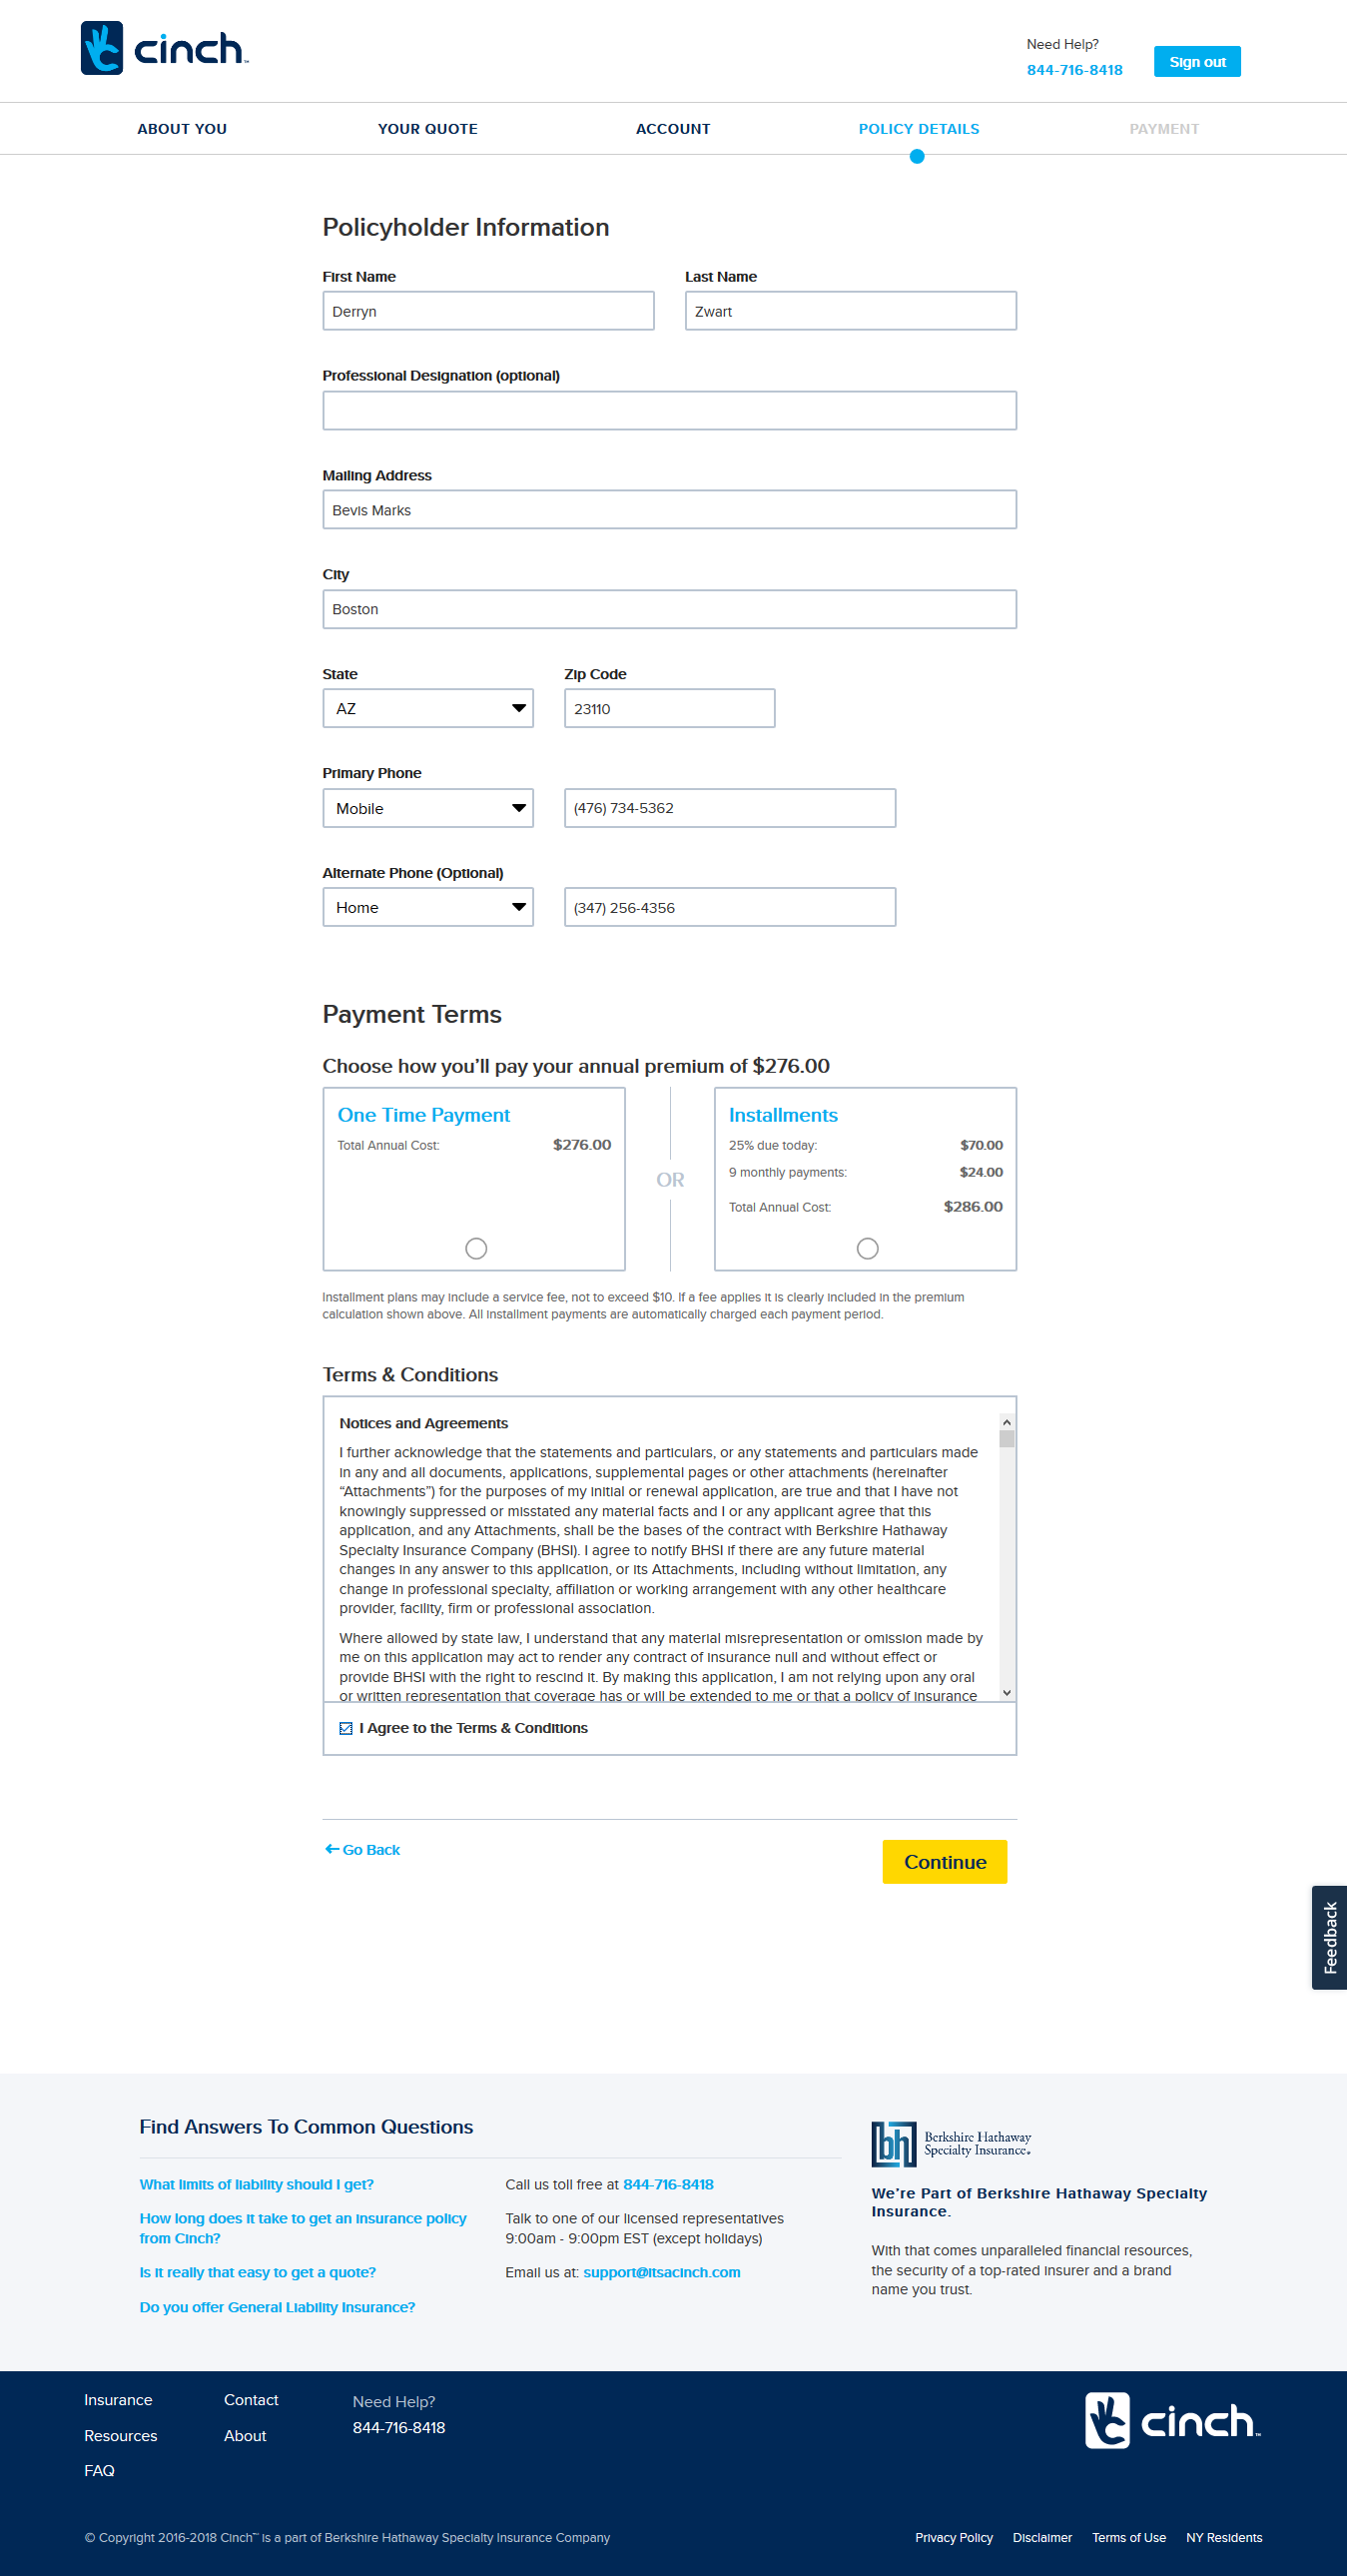 cinch™
Need Help?
844-716-8418
Sign out
ABOUT YOU
YOUR QUOTE
ACCOUNT
POLICY DETAILS
PAYMENT
Policyholder Information
First Name
Last Name
Derryn
Zwart
Professional Designation (optional)
Mailing Address
Bevis Marks
City
Boston
State
Zip Code
AZ
23110
Primary Phone
Mobile
(476) 734-5362
Alternate Phone (Optional)
Home
(347) 256-4356
Payment Terms
Choose how you'll pay your annual premium of $276.00
One Time Payment
Total Annual Cost: $276.00
OR
Installments
25% due today: $70.00
9 monthly payments: $24.00
Total Annual Cost: $286.00
Installment plans may include a service fee, not to exceed $10. If a fee applies it is clearly included in the premium
calculation shown above. All installment payments are automatically charged each payment period.
Terms & Conditions
Notices and Agreements
I further acknowledge that the statements and particulars, or any statements and particulars made
in any and all documents, applications, supplemental pages or other attachments (hereinafter
“Attachments”) for the purposes of my initial or renewal application, are true and that I have not
knowingly suppressed or misstated any material facts and I or any applicant agree that this
application, and any Attachments, shall be the bases of the contract with Berkshire Hathaway
Specialty Insurance Company (BHSI). I agree to notify BHSI if there are any future material
changes in any answer to this application, or its Attachments, including without limitation, any
change in professional specialty, affiliation or working arrangement with any other healthcare
provider, facility, firm or professional association.
Where allowed by state law, I understand that any material misrepresentation or omission made by
me on this application may act to render any contract of insurance null and without effect or
provide BHSI with the right to rescind it. By making this application, I am not relying upon any oral
or written representation that coverage has or will be extended to me or that a policy of insurance
I Agree to the Terms & Conditions
Go Back
Continue
Feedback
Find Answers To Common Questions
What limits of liability should I get?
How long does it take to get an insurance policy
from Cinch?
Is it really that easy to get a quote?
Do you offer General Liability Insurance?
Call us toll free at 844-716-8418
Talk to one of our licensed representatives
9:00am - 9:00pm EST (except holidays)
Email us at: support@itsacinch.com
bh
Berkshire Hathaway
Specialty Insurance.
We're Part of Berkshire Hathaway Specialty
Insurance.
With that comes unparalleled financial resources,
the security of a top-rated insurer and a brand
name you trust.
Insurance
Resources
FAQ
Contact
About
Need Help?
844-716-8418
cinch™
© Copyright 2016-2018 Cinch™ is a part of Berkshire Hathaway Specialty Insurance Company
Privacy Policy
Disclaimer
Terms of Use
NY Residents